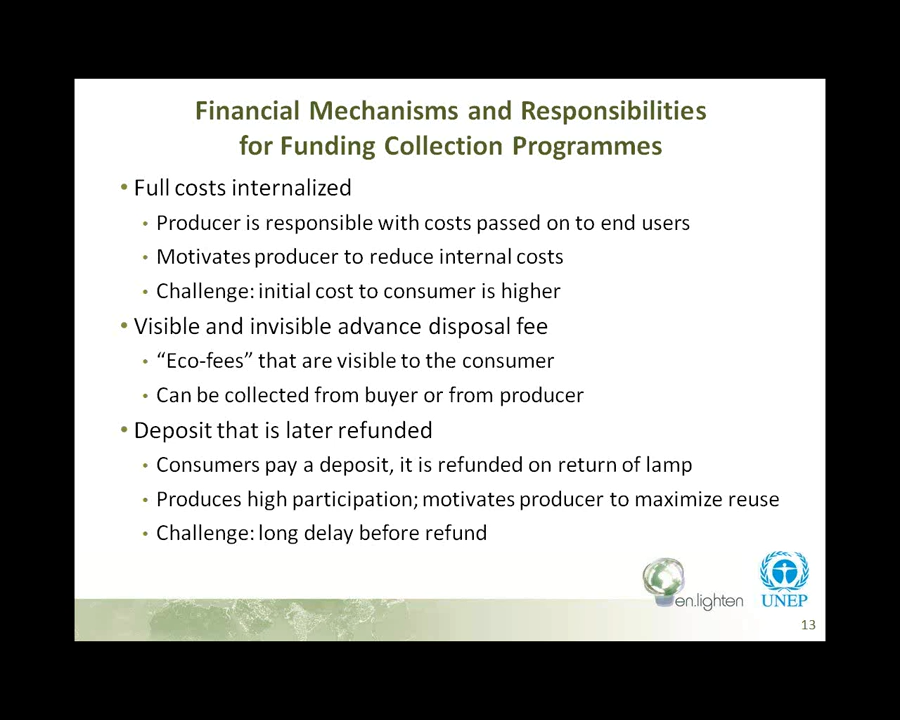 Financial Mechanisms and Responsibilities
for Funding Collection Programmes
• Full costs internalized
• Producer is responsible with costs passed on to end users
• Motivates producer to reduce internal costs
• Challenge: initial cost to consumer is higher
• Visible and invisible advance disposal fee
• “Eco-fees” that are visible to the consumer
• Can be collected from buyer or from producer
• Deposit that is later refunded
• Consumers pay a deposit, it is refunded on return of lamp
• Produces high participation; motivates producer to maximize reuse
• Challenge: long delay before refund
en.lighten
UNEP
13